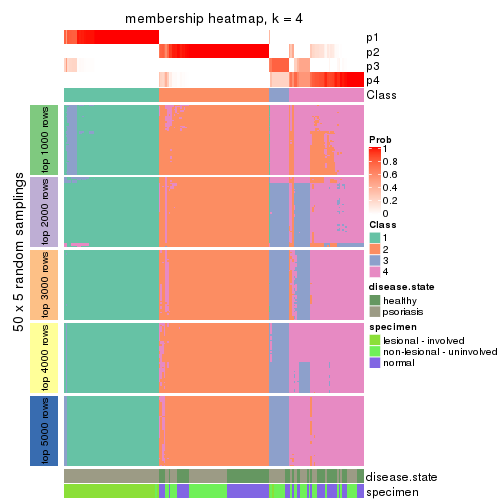 membership heatmap, k = 4
p1
p2
p3
p4
Class
50 x 5 random samplings
top 1000 rows
top 2000 rows
top 3000 rows
top 4000 rows
top 5000 rows
disease.state
specimen
Prob
1
0.8
0.6
0.4
0.2
0
Class
1
2
3
4
disease.state
healthy
psoriasis
specimen
lesional - involved
non-lesional - uninvolved
normal